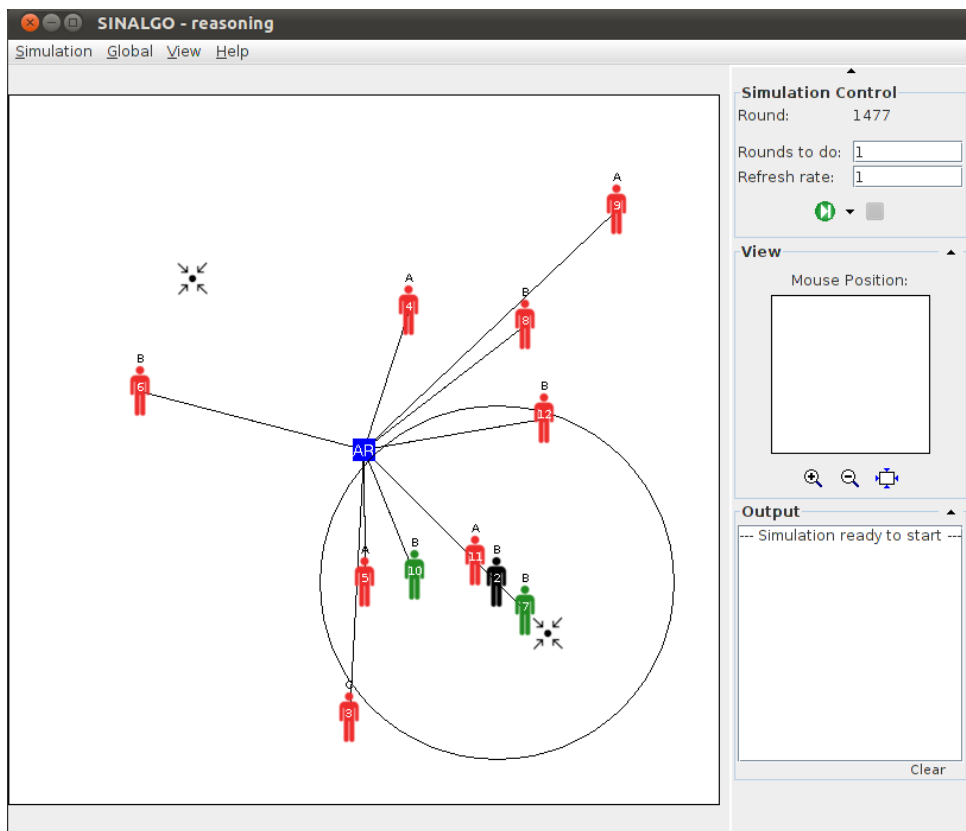 SINALGO - reasoning
Simulation Global View Help
Simulation Control
Round: 1477
Rounds to do: 1
Refresh rate: 1
View
Mouse Position:
Output
--- Simulation ready to start ---
Clear
A
9
A
4
B
8
B
6
B
12
AR
A
5
B
10
A
11
B
2
B
7
C
3